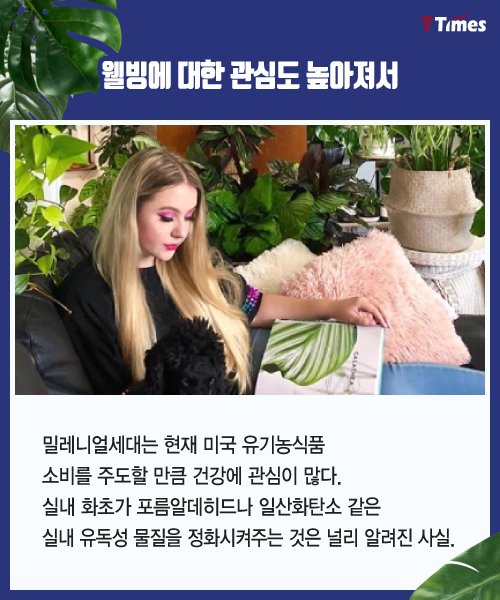 TTimes
웰빙에 대한 관심도 높아져서
CALATHEA
밀레니얼세대는 현재 미국 유기농식품
소비를 주도할 만큼 건강에 관심이 많다.
실내 화초가 포름알데히드나 일산화탄소 같은
실내 유독성 물질을 정화시켜주는 것은 널리 알려진 사실.